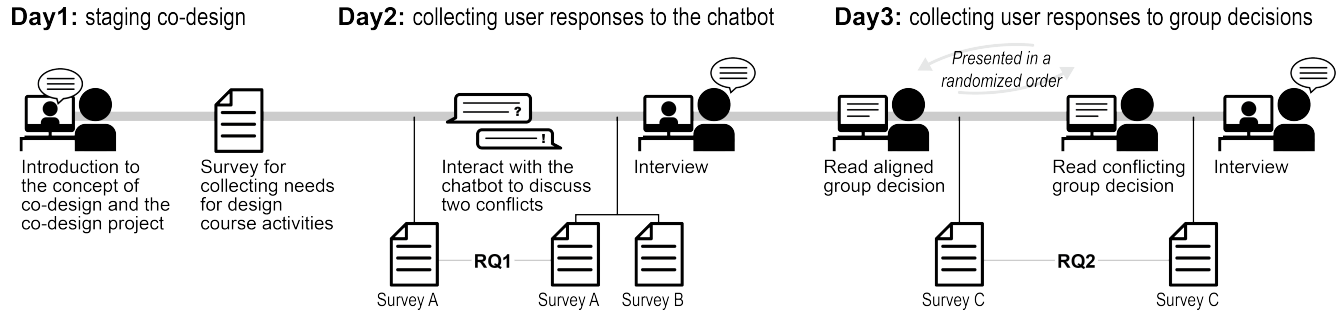 Day1: staging co-design
Day2: collecting user responses to the chatbot
Day3: collecting user responses to group decisions
Presented in a
randomized order
?
!
Introduction to
the concept of
co-design and the
co-design project
Survey for
collecting needs
for design
course activities
Interact with the
chatbot to discuss
two conflicts
Interview
Read aligned
group decision
Read conflicting
group decision
Interview
RQ1
RQ2
Survey A
Survey A
Survey B
Survey C
Survey C